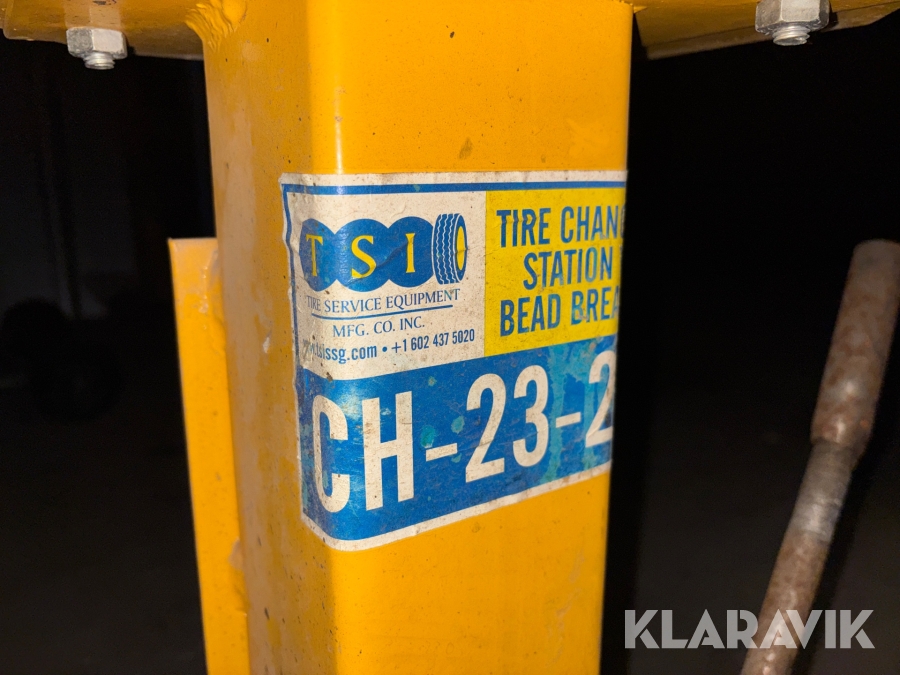 TSI
TIRE SERVICE EQUIPMENT
MFG. CO. INC.
+1 602 437 5020
TIRE CHAN
STATION
BEAD BREA
CH-23-2
KLARAVIK